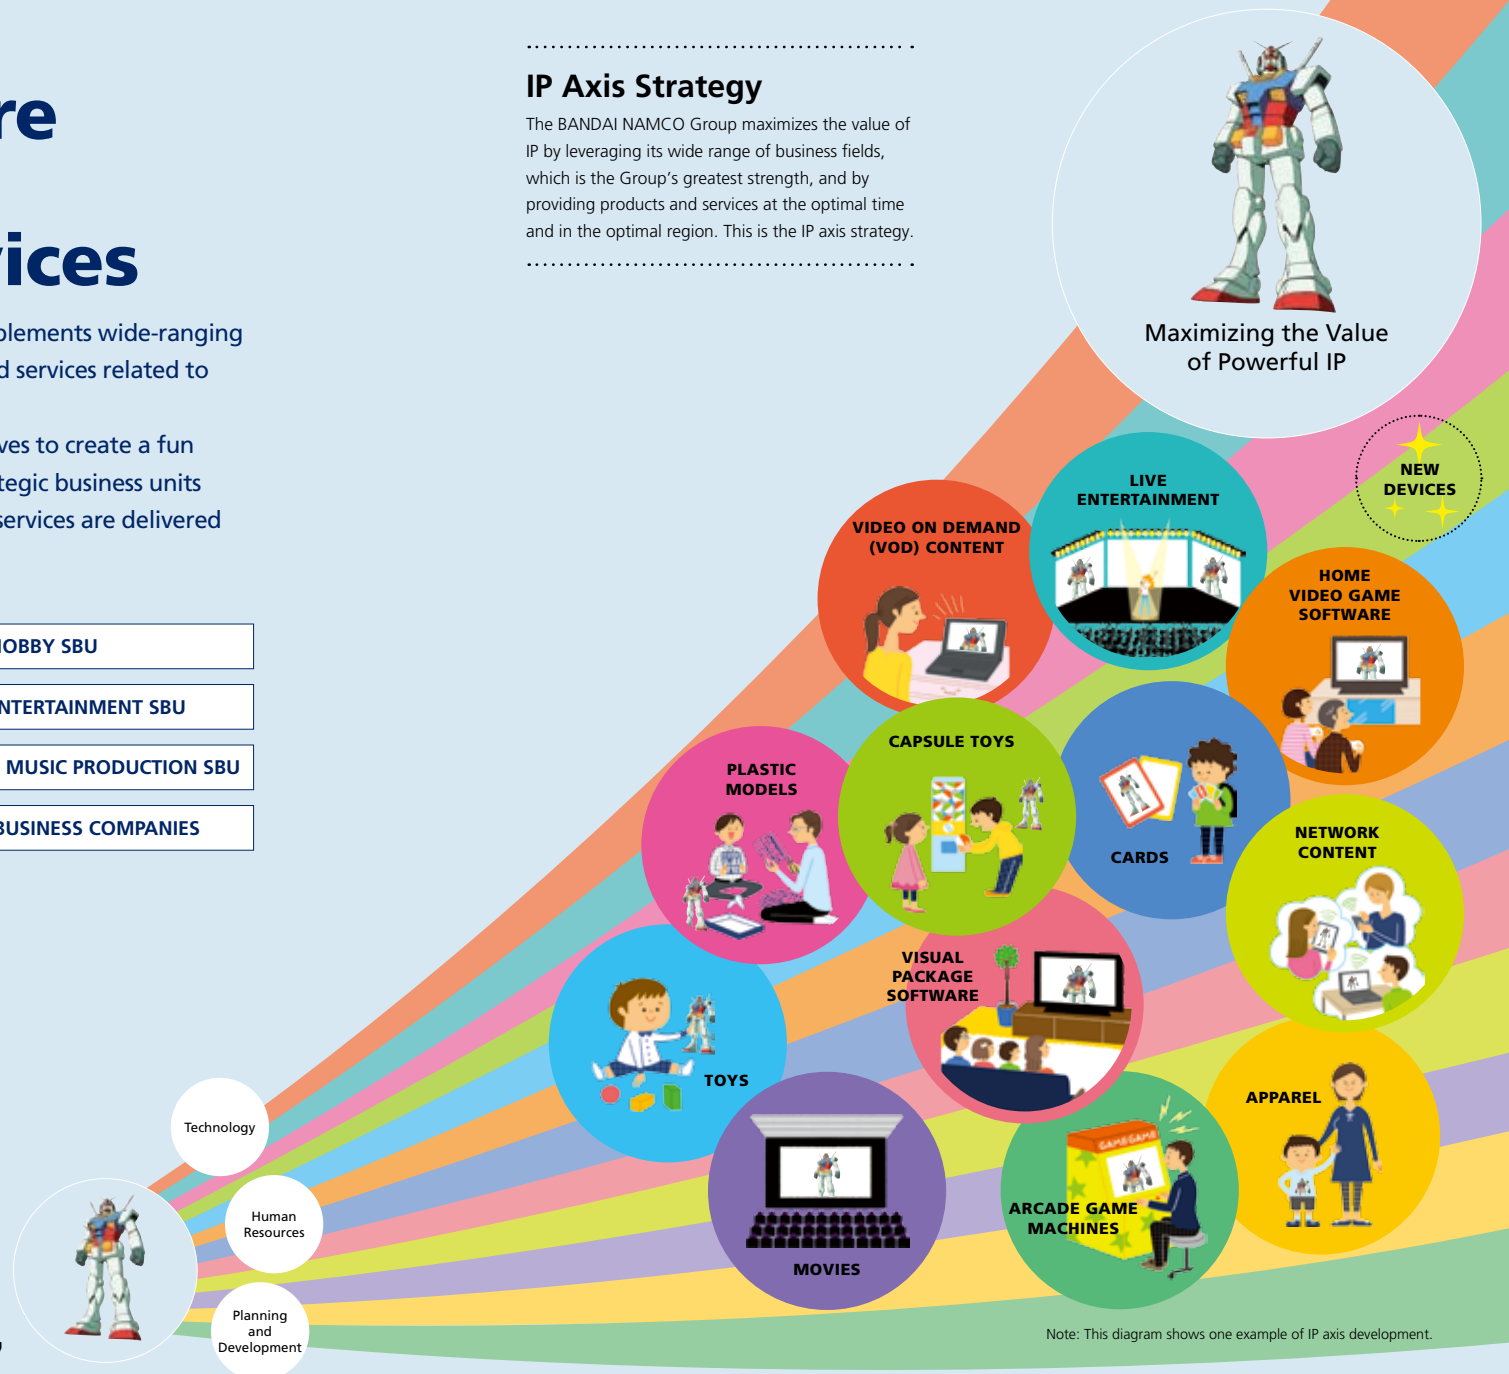 re
vices
plements wide-ranging
d services related to
ves to create a fun
tegic business units
services are delivered
HOBBY SBU
NTERTAINMENT SBU
MUSIC PRODUCTION SBU
BUSINESS COMPANIES
IP Axis Strategy
The BANDAI NAMCO Group maximizes the value of
IP by leveraging its wide range of business fields,
which is the Group's greatest strength, and by
providing products and services at the optimal time
and in the optimal region. This is the IP axis strategy.
Maximizing the Value
of Powerful IP
NEW
DEVICES
LIVE
ENTERTAINMENT
VIDEO ON DEMAND
(VOD) CONTENT
HOME
VIDEO GAME
SOFTWARE
CAPSULE TOYS
PLASTIC
MODELS
CARDS
NETWORK
CONTENT
VISUAL
PACKAGE
SOFTWARE
TOYS
APPAREL
GAMEGAME
ARCADE GAME
MACHINES
MOVIES
Technology
Human
Resources
Planning
and
Development
Note: This diagram shows one example of IP axis development.